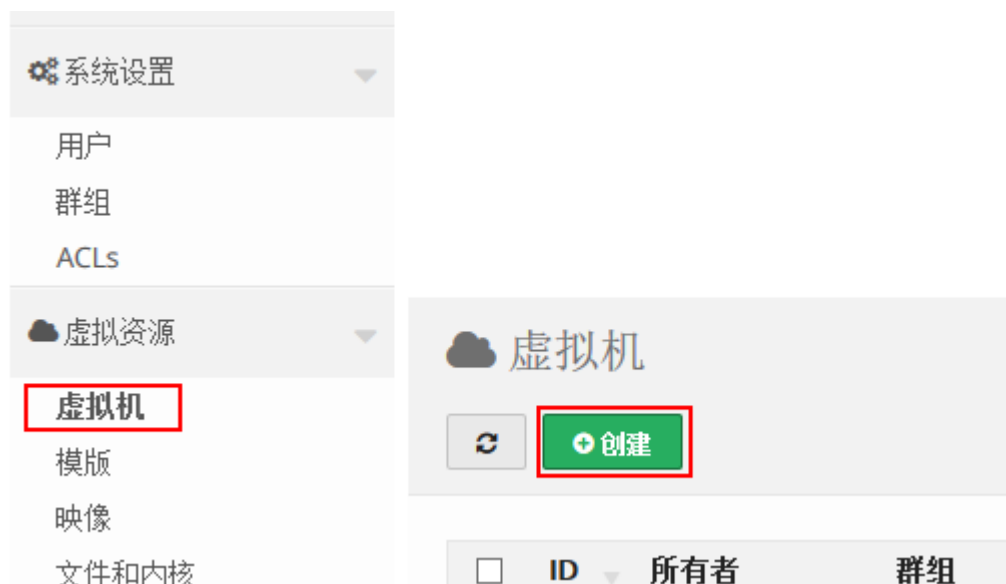 系统设置
用户
群组
ACLs
虚拟资源
虚拟机
模版
映像
文件和内核
虚拟机
创建
ID 所有者 群组